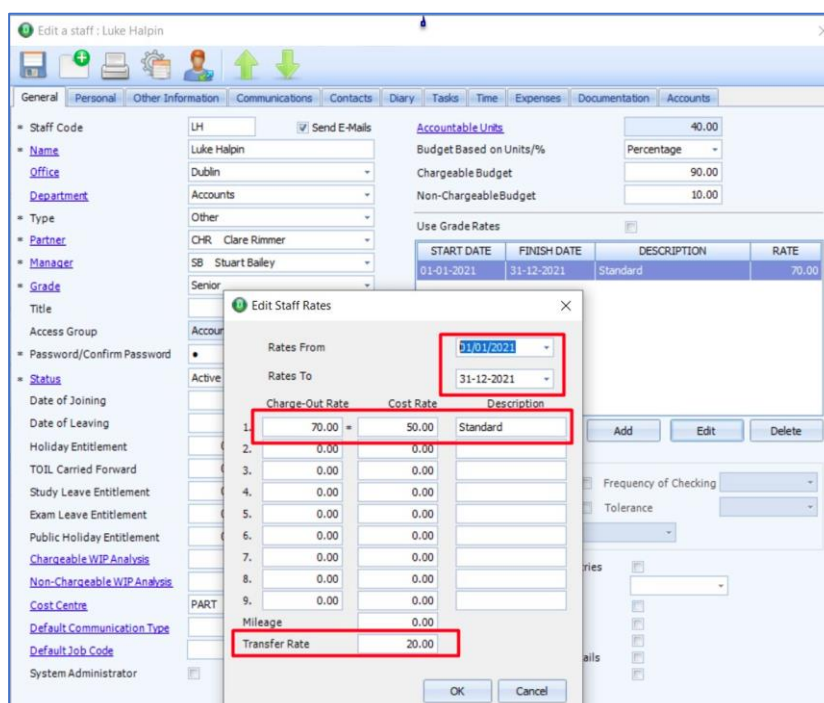 Edit a staff : Luke Halpin
General Personal Other Information Communications Contacts Diary Tasks Time Expenses Documentation Accounts
Staff Code LH Send E-Mails Accountable Units 40.00
Name Luke Halpin Budget Based on Units/% Percentage
Office Dublin Chargeable Budget 90.00
Department Accounts Non-ChargeableBudget 10.00
Type Other
Use Grade Rates
Partner CHR Clare Rimmer
START DATE FINISH DATE DESCRIPTION RATE
Manager SB Stuart Bailey
01-01-2021 31-12-2021 Standard 70.00
Grade Senior
Title
Access Group
Password/Confirm Password
Status Active
Date of Joining
Date of Leaving
Holiday Entitlement
TOIL Carried Forward
Study Leave Entitlement
Exam Leave Entitlement
Public Holiday Entitlement
Chargeable WIP Analysis
Non-Chargeable WIP Analysis
Cost Centre PART
Default Communication Type
Default Job Code
System Administrator
Edit Staff Rates
Rates From 01/01/2021
Rates To 31-12-2021
Charge-Out Rate Cost Rate Description
1. 70.00 = 50.00 Standard
2. 0.00 0.00
3. 0.00 0.00
4. 0.00 0.00
5. 0.00 0.00
6. 0.00 0.00
7. 0.00 0.00
8. 0.00 0.00
9. 0.00 0.00
Mileage 0.00
Transfer Rate 20.00
OK Cancel
Add Edit Delete
Frequency of Checking
Tolerance